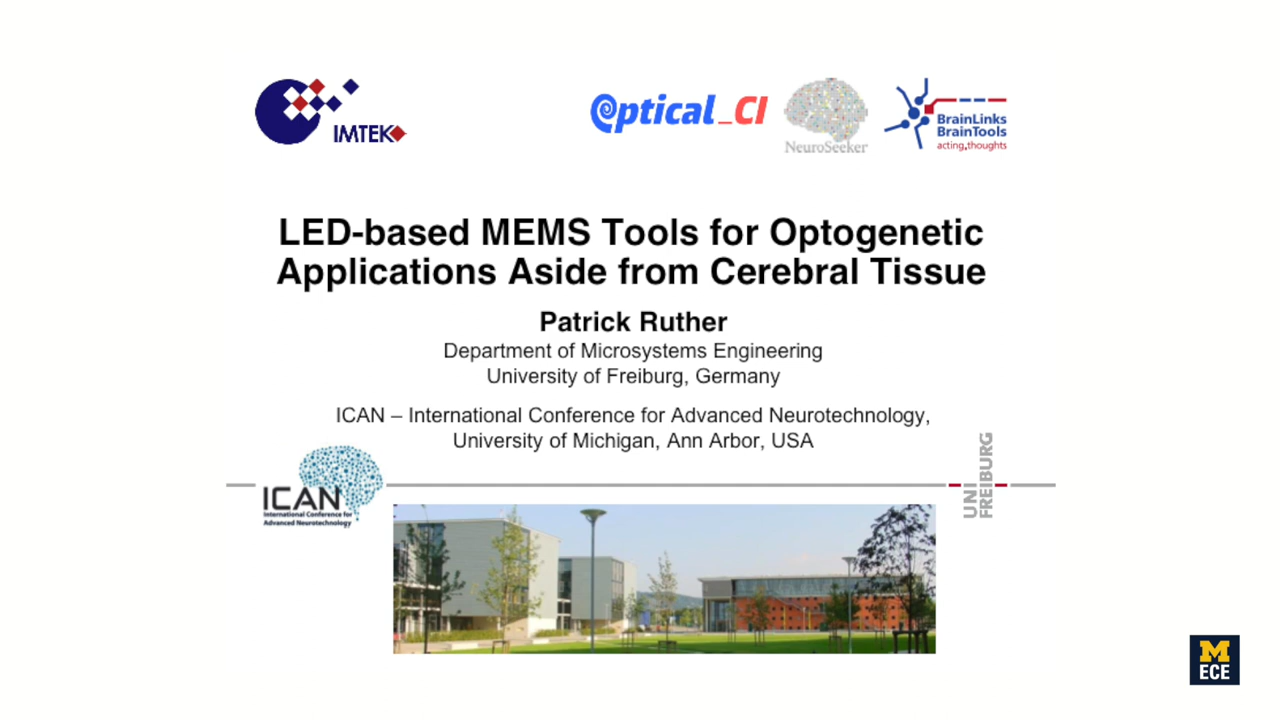 IMTEK
Optical_CI
NeuroSeeker
BrainLinks
BrainTools
acting,thoughts
LED-based MEMS Tools for Optogenetic
Applications Aside from Cerebral Tissue
Patrick Ruther
Department of Microsystems Engineering
University of Freiburg, Germany
ICAN – International Conference for Advanced Neurotechnology,
University of Michigan, Ann Arbor, USA
ICAN
International Conference for
Advanced Neurotechnology
UNI
FREIBURG
M
ECE